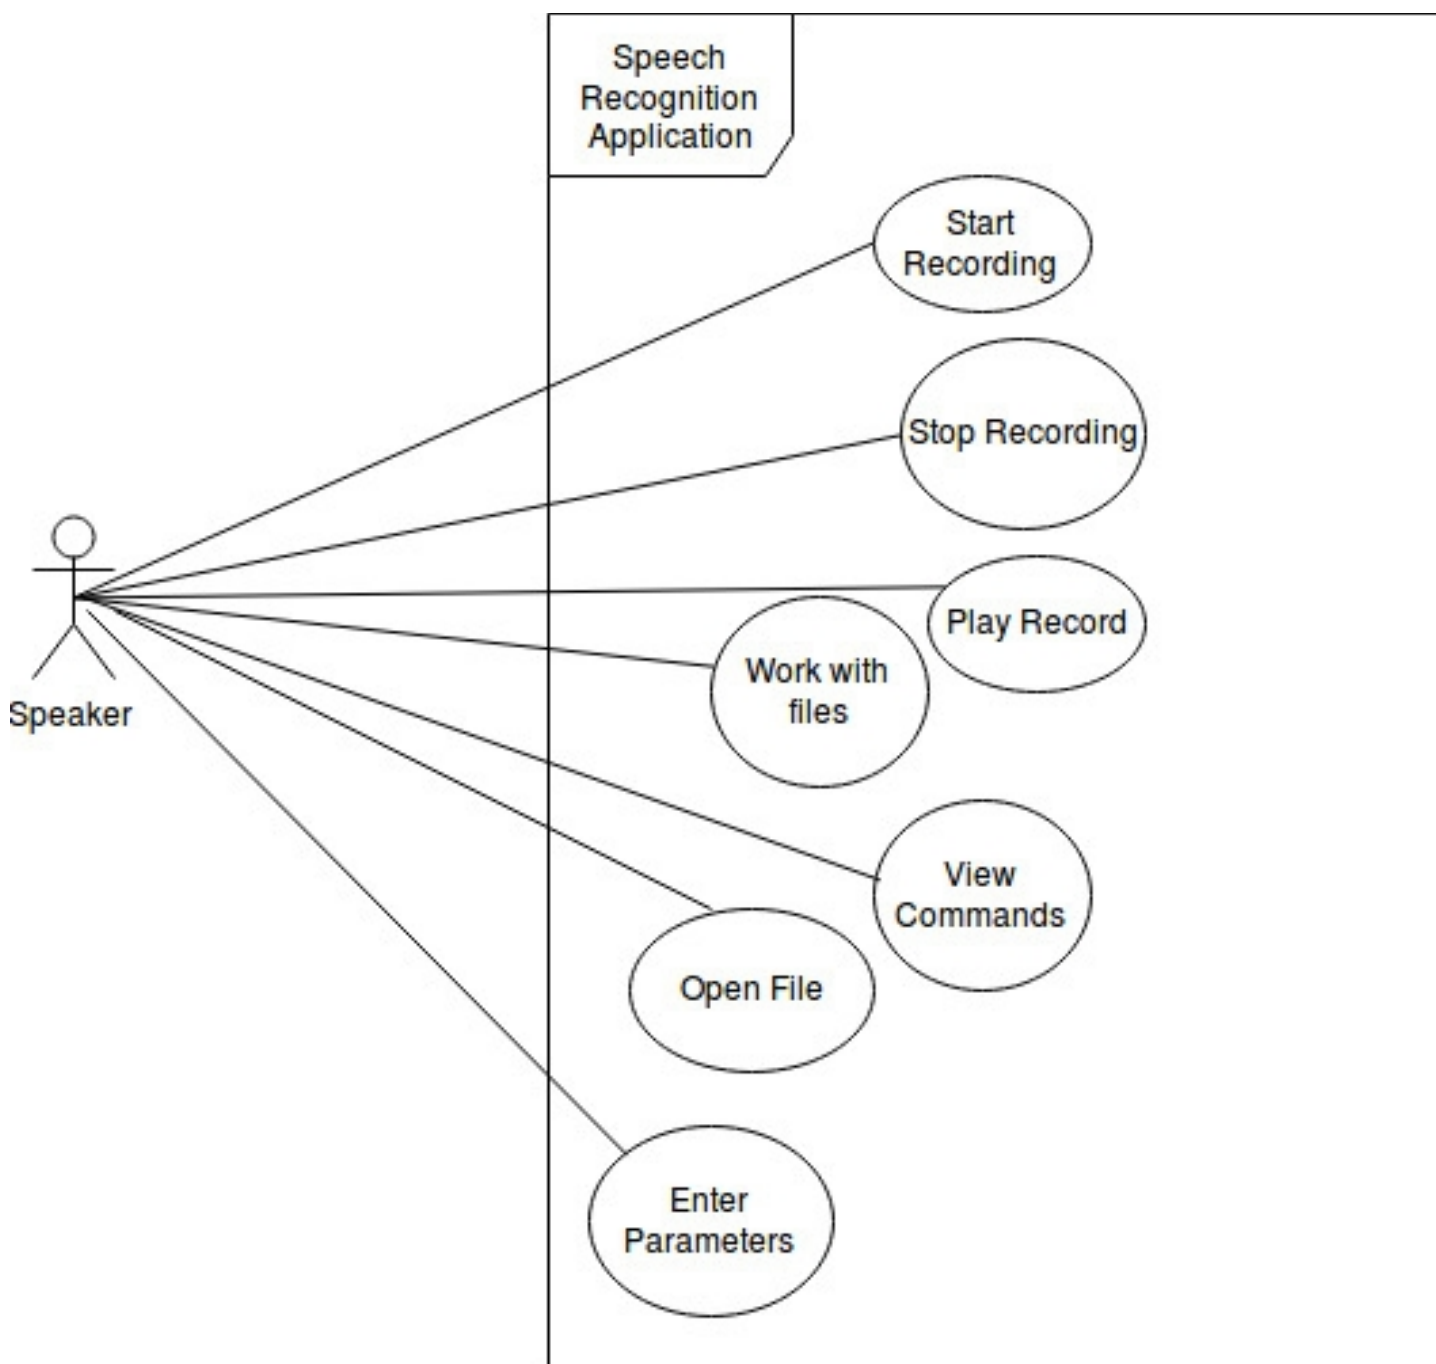 Speech
Recognition
Application
Start
Recording
Stop Recording
Play Record
Work with
files
Speaker
View
Commands
Open File
Enter
Parameters